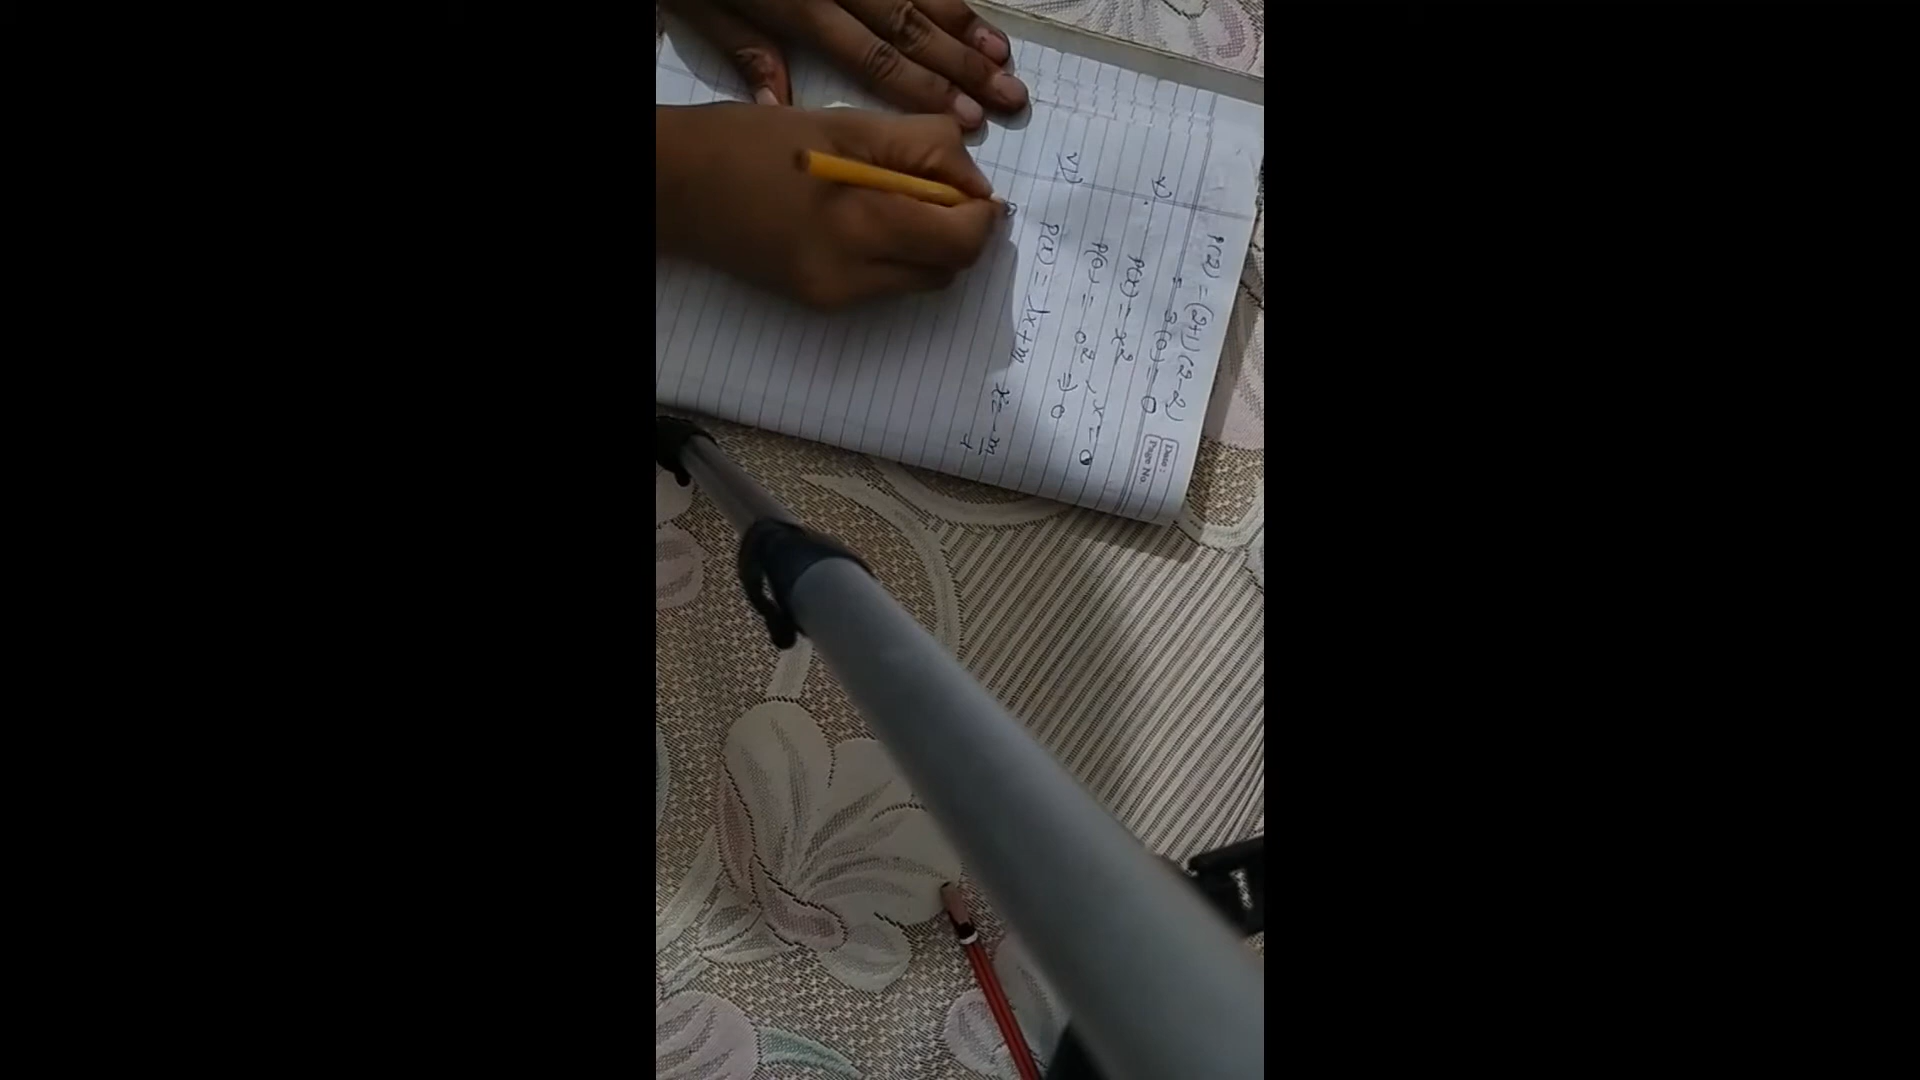 Date :
Page No.
P(2) = (2+1) (2-2)
= 3(0) = 0
v)
P(x) = x², x = 0
P(0) = 0² ⇒ 0
vi)
P(x) = lx + m
x = -m/l